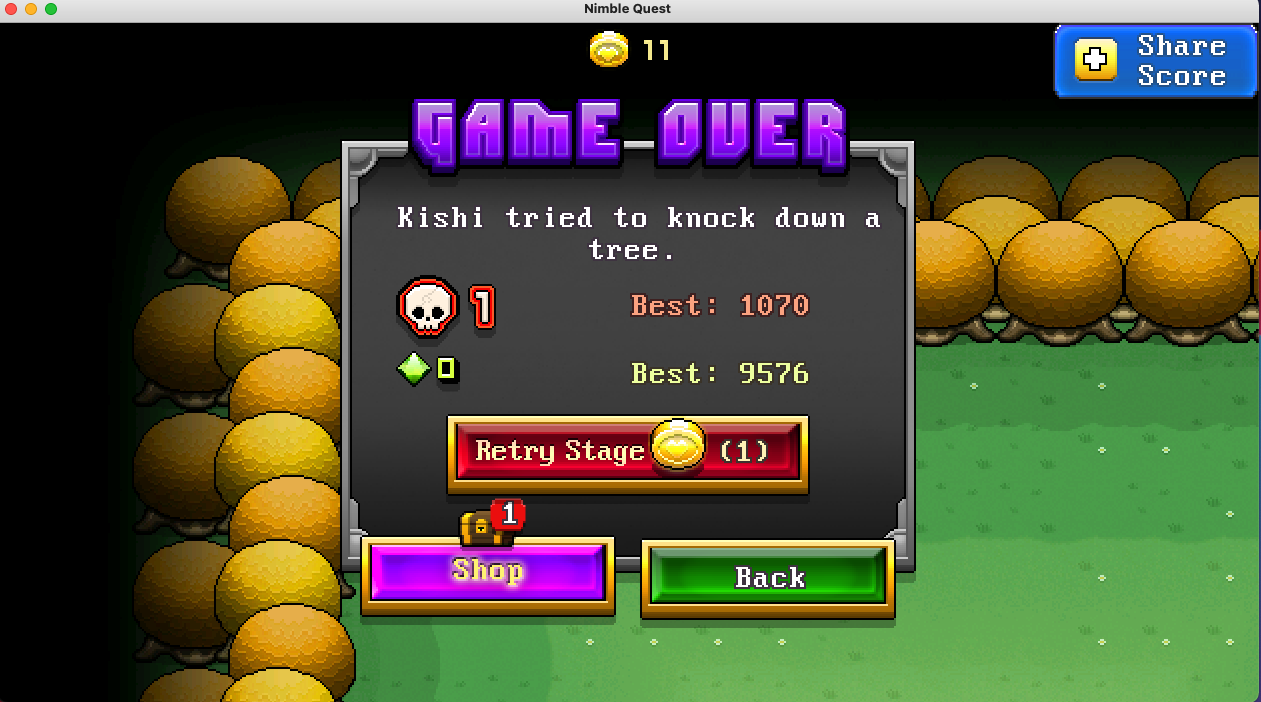 Nimble Quest
11
Share
Score
GAME OVER
Kishi tried to knock down a
tree.
1 Best: 1070
0 Best: 9576
Retry Stage (1)
1
Shop
Back